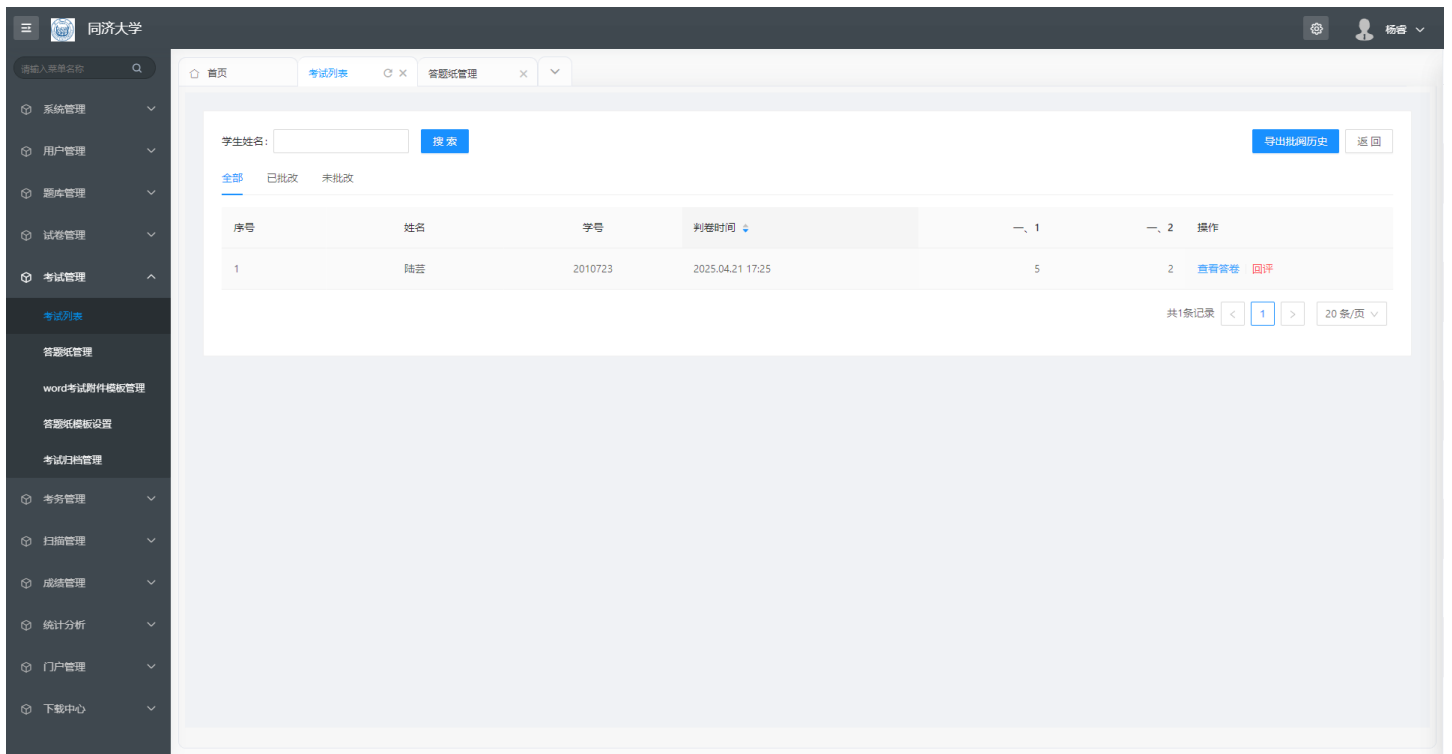 同济大学
杨睿
请输入菜单名称
首页
考试列表
答题纸管理
系统管理
用户管理
题库管理
试卷管理
考试管理
考试列表
答题纸管理
word考试附件模板管理
答题纸模板设置
考试归档管理
考务管理
扫描管理
成绩管理
统计分析
门户管理
下载中心
学生姓名:
搜 索
导出批阅历史
返 回
全部 已批改 未批改
序号 姓名 学号 判卷时间 一、1 一、2 操作
1 陆芸 2010723 2025.04.21 17:25 5 2 查看答卷 回评
共1条记录 < 1 > 20 条/页